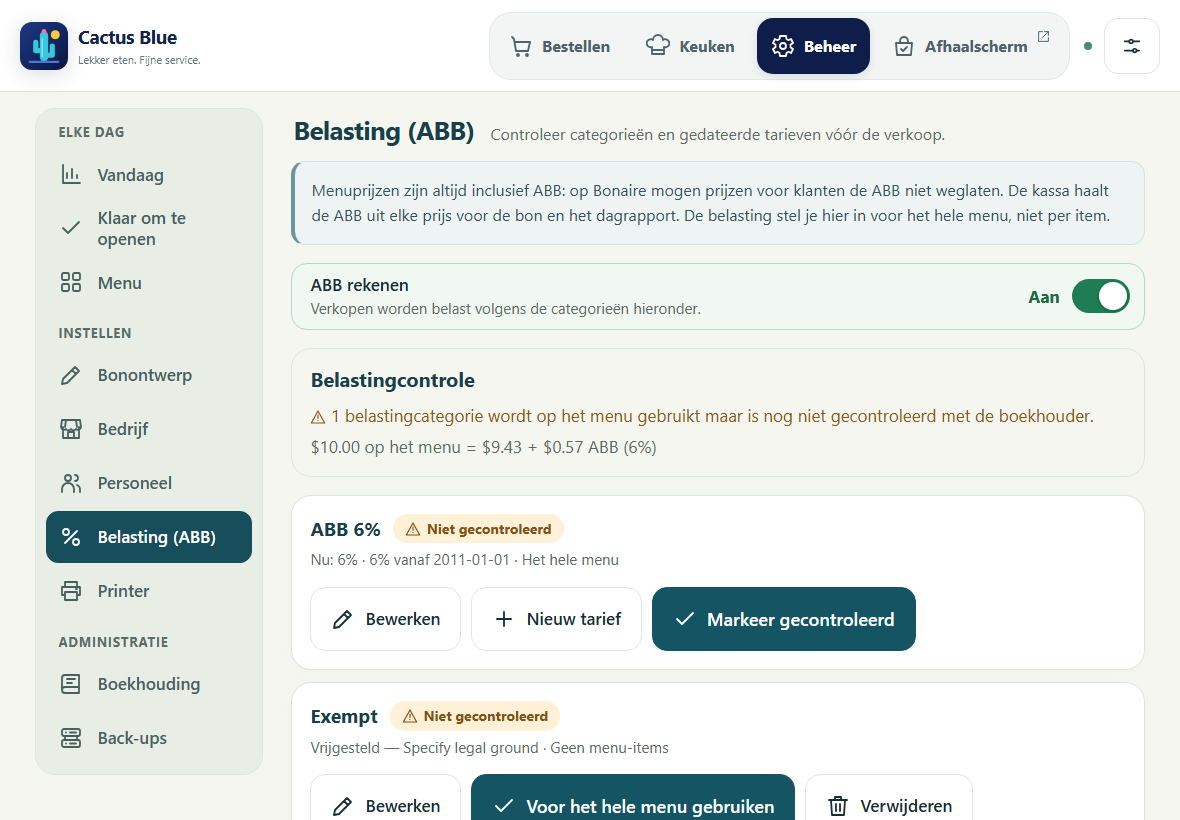 Cactus Blue
Lekker eten. Fijne service.
Bestellen
Keuken
Beheer
Afhaalscherm
ELKE DAG
Vandaag
Klaar om te
openen
Menu
INSTELLEN
Bonontwerp
Bedrijf
Personeel
Belasting (ABB)
Printer
ADMINISTRATIE
Boekhouding
Back-ups
Belasting (ABB)
Controleer categorieën en gedateerde tarieven vóór de verkoop.
Menuprijzen zijn altijd inclusief ABB: op Bonaire mogen prijzen voor klanten de ABB niet weglaten. De kassa haalt
de ABB uit elke prijs voor de bon en het dagrapport. De belasting stel je hier in voor het hele menu, niet per item.
ABB rekenen
Verkopen worden belast volgens de categorieën hieronder.
Aan
Belastingcontrole
1 belastingcategorie wordt op het menu gebruikt maar is nog niet gecontroleerd met de boekhouder.
$10.00 op het menu = $9.43 + $0.57 ABB (6%)
ABB 6%
Niet gecontroleerd
Nu: 6% · 6% vanaf 2011-01-01 · Het hele menu
Bewerken
Nieuw tarief
Markeer gecontroleerd
Exempt
Niet gecontroleerd
Vrijgesteld — Specify legal ground · Geen menu-items
Bewerken
Voor het hele menu gebruiken
Verwijderen